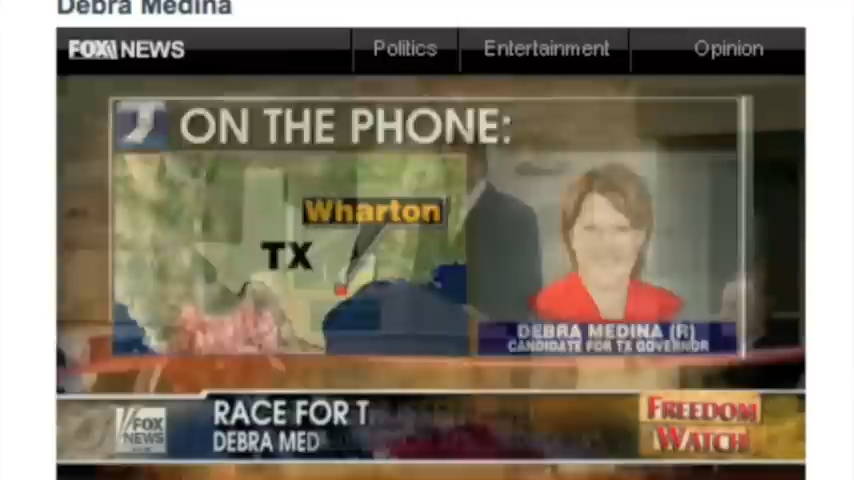 Debra Medina
FOX NEWS
Politics
Entertainment
Opinion
ON THE PHONE:
Wharton
TX
DEBRA MEDINA (R)
CANDIDATE FOR TX GOVERNOR
RACE FOR T
DEBRA MED
FOX
NEWS
FREEDOM
WATCH